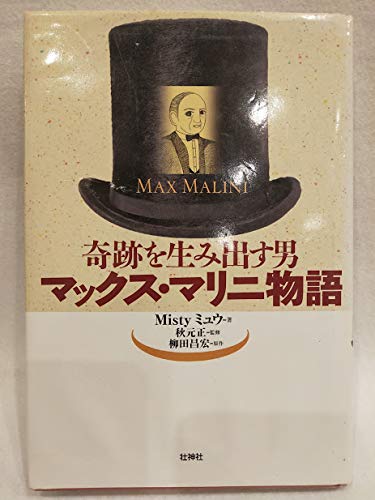 MAX MALINI
奇跡を生み出す男
マックス・マリニ物語
Misty ミュウ-著
秋元正-監修
柳田昌宏-原作
壮神社